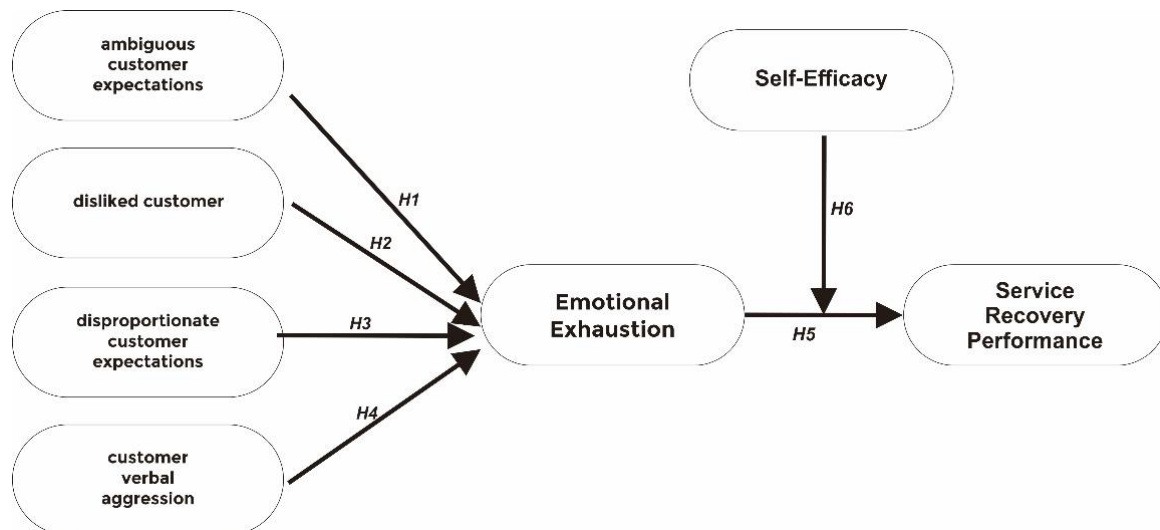 ambiguous
customer
expectations
Self-Efficacy
H1
disliked customer
H2
H6
Emotional
Exhaustion
Service
Recovery
Performance
disproportionate
customer
expectations
H3
H5
H4
customer
verbal
aggression